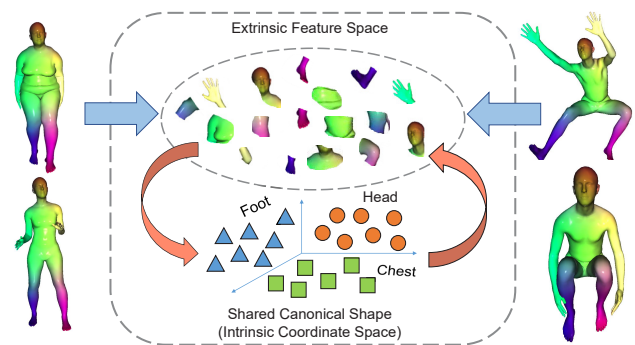 Extrinsic Feature Space
Foot
Head
Chest
Shared Canonical Shape
(Intrinsic Coordinate Space)